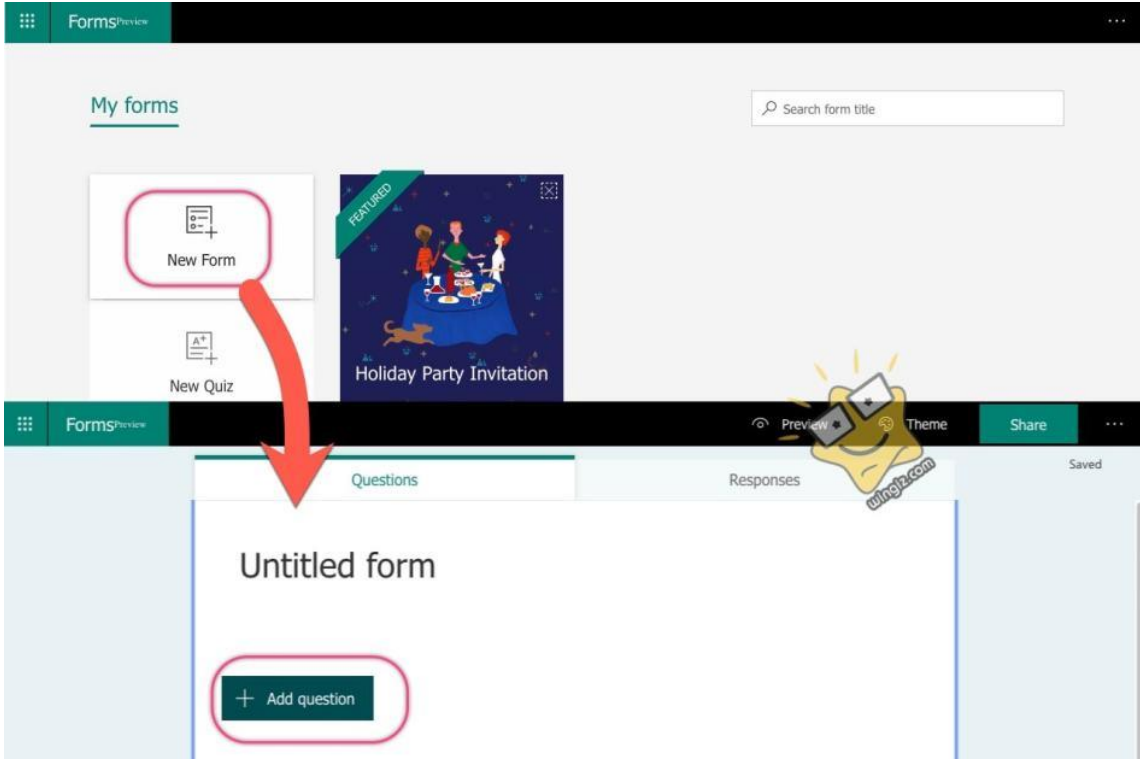 Forms Preview
My forms
Search form title
New Form
FEATURED
Holiday Party Invitation
A+
New Quiz
Forms Preview
Preview
Theme
Share
Questions
Responses
Saved
wingiz.com
Untitled form
+ Add question